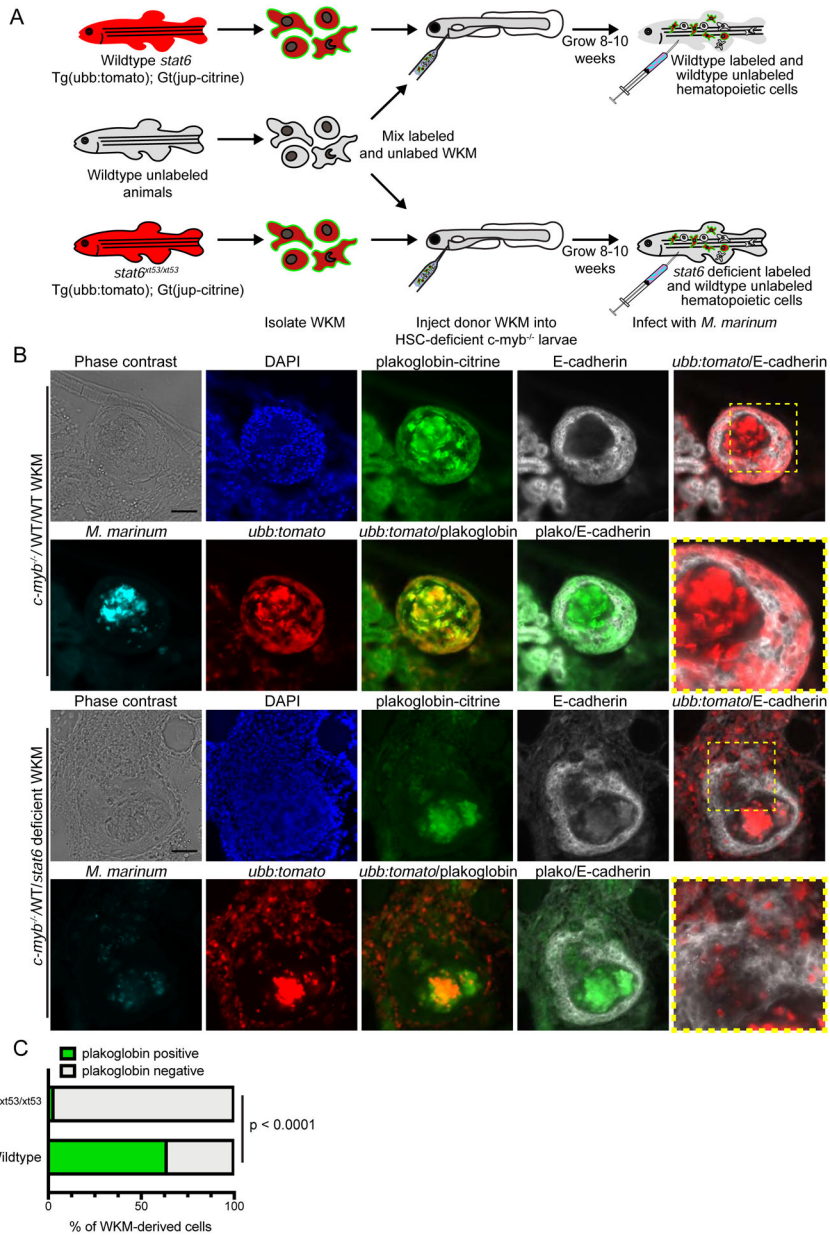 A
Wildtype stat6
Tg(ubb:tomato); Gt(jup-citrine)
Grow 8-10
weeks
Wildtype labeled and
wildtype unlabeled
hematopoietic cells
Wildtype unlabeled
animals
Mix labeled
and unlabed WKM
stat6xt53/xt53
Tg(ubb:tomato); Gt(jup-citrine)
Grow 8-10
weeks
stat6 deficient labeled
and wildtype unlabeled
hematopoietic cells
Isolate WKM
Inject donor WKM into
HSC-deficient c-myb-/- larvae
Infect with M. marinum
B
c-myb-/-/WT/WT WKM
Phase contrast
DAPI
plakoglobin-citrine
E-cadherin
ubb:tomato/E-cadherin
M. marinum
ubb:tomato
ubb:tomato/plakoglobin
plako/E-cadherin
c-myb-/-/WT/stat6 deficient WKM
Phase contrast
DAPI
plakoglobin-citrine
E-cadherin
ubb:tomato/E-cadherin
M. marinum
ubb:tomato
ubb:tomato/plakoglobin
plako/E-cadherin
C
plakoglobin positive
plakoglobin negative
xt53/xt53
ildtype
p < 0.0001
0 50 100
% of WKM-derived cells